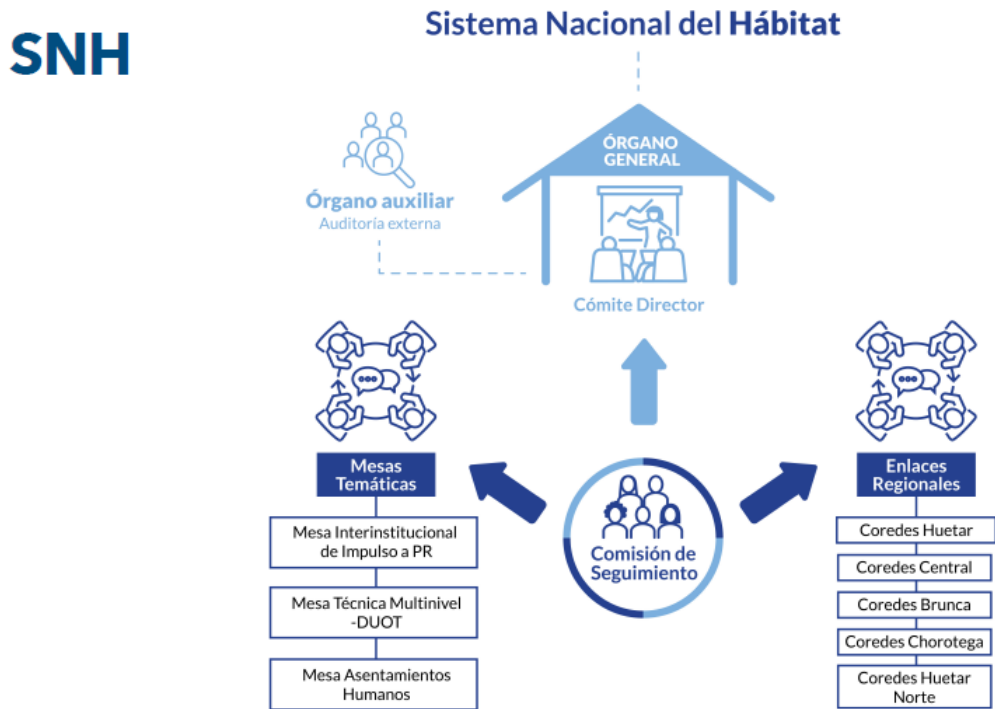 SNH
Sistema Nacional del Hábitat
ÓRGANO
GENERAL
Órgano auxiliar
Auditoría externa
Cómite Director
Mesas
Temáticas
Mesa Interinstitucional
de Impulso a PR
Mesa Técnica Multinivel
-DUOT
Mesa Asentamientos
Humanos
Comisión de
Seguimiento
Enlaces
Regionales
Coredes Huetar
Coredes Central
Coredes Brunca
Coredes Chorotega
Coredes Huetar
Norte